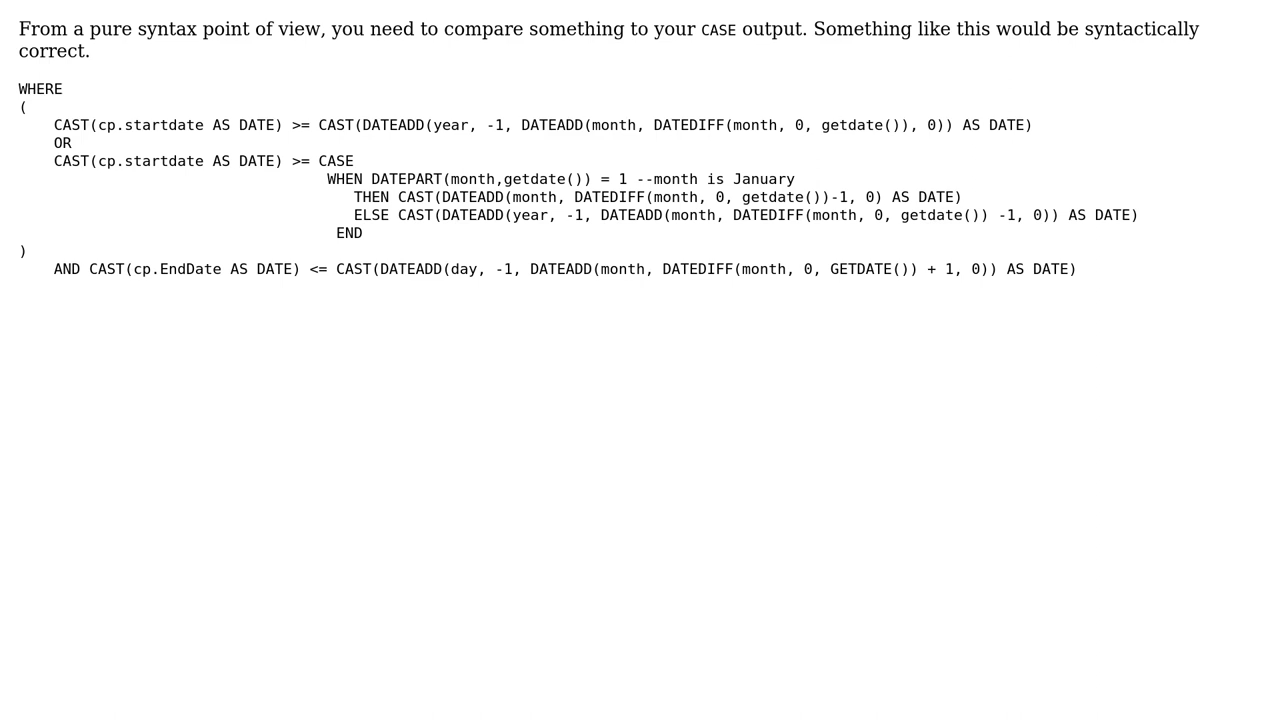 From a pure syntax point of view, you need to compare something to your CASE output. Something like this would be syntactically
correct.
WHERE
(
    CAST(cp.startdate AS DATE) >= CAST(DATEADD(year, -1, DATEADD(month, DATEDIFF(month, 0, getdate()), 0)) AS DATE)
    OR
    CAST(cp.startdate AS DATE) >= CASE
                                   WHEN DATEPART(month,getdate()) = 1 --month is January
                                      THEN CAST(DATEADD(month, DATEDIFF(month, 0, getdate())-1, 0) AS DATE)
                                      ELSE CAST(DATEADD(year, -1, DATEADD(month, DATEDIFF(month, 0, getdate()) -1, 0)) AS DATE)
                                    END
)
    AND CAST(cp.EndDate AS DATE) <= CAST(DATEADD(day, -1, DATEADD(month, DATEDIFF(month, 0, GETDATE()) + 1, 0)) AS DATE)